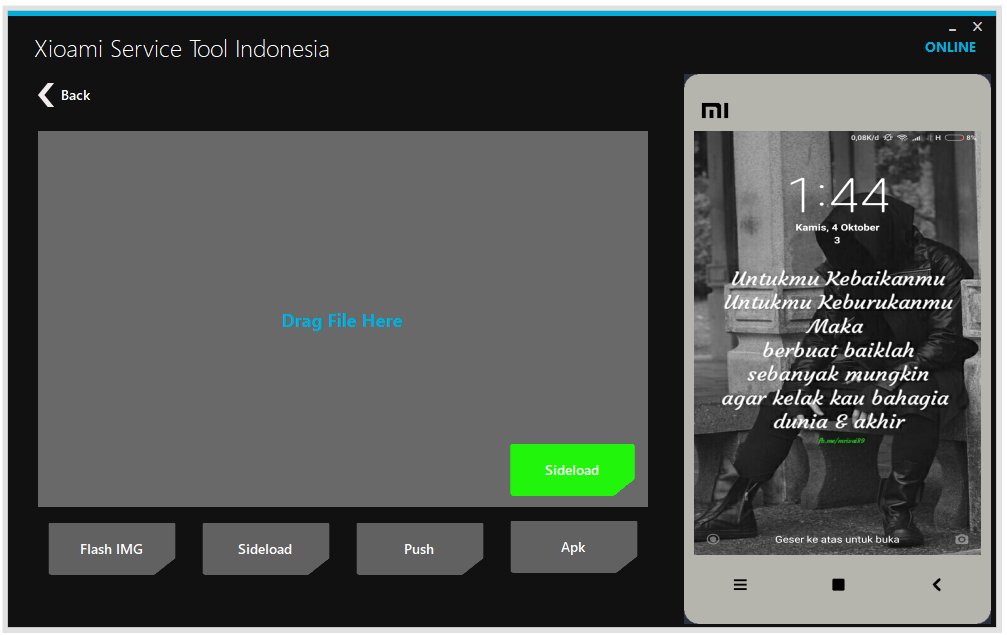 Xioami Service Tool Indonesia
ONLINE
Back
Drag File Here
Sideload
Flash IMG
Sideload
Push
Apk
mi
0,08K/d H 8%
1:44
Kamis, 4 Oktober
3
Untukmu Kebaikanmu
Untukmu Keburukanmu
Maka
berbuat baiklah
sebanyak mungkin
agar kelak kau bahagia
dunia & akhir
Geser ke atas untuk buka